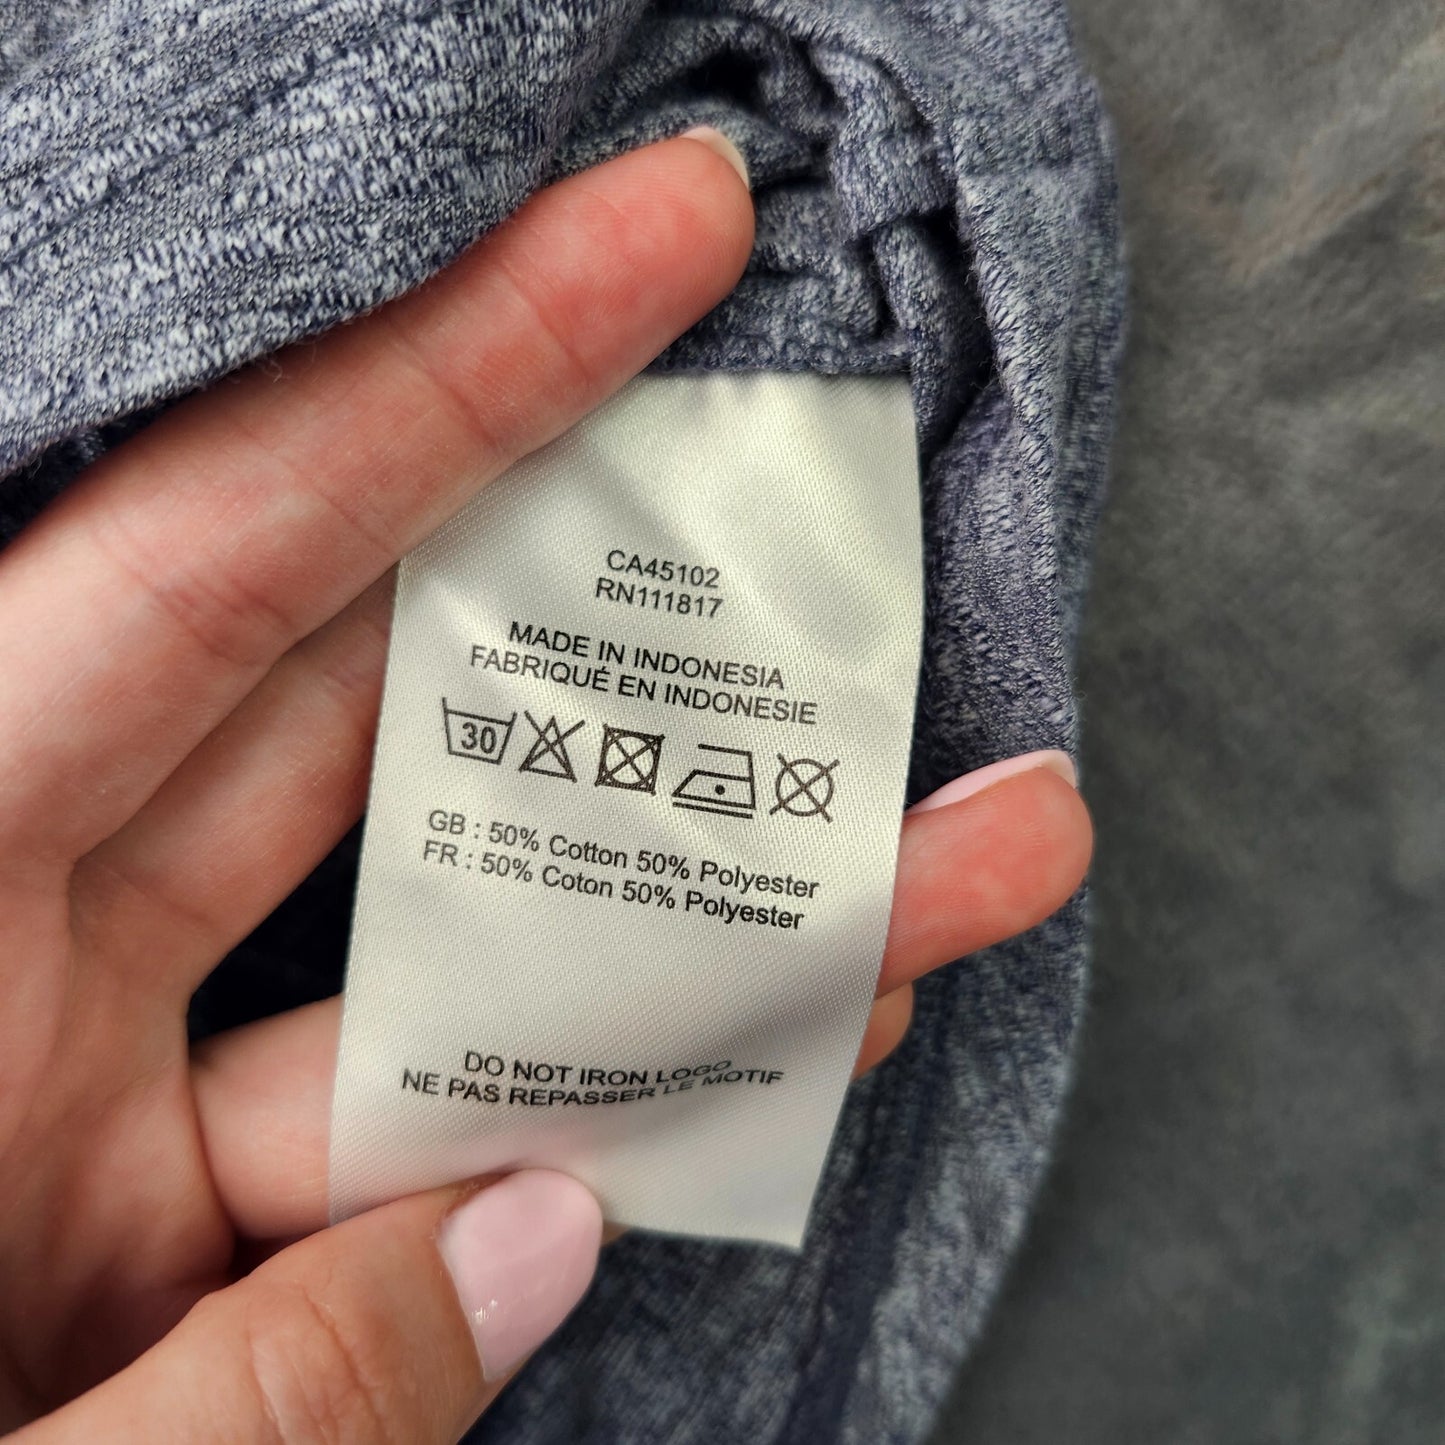 CA45102
RN111817
MADE IN INDONESIA
FABRIQUÉ EN INDONESIE
30
GB : 50% Cotton 50% Polyester
FR : 50% Coton 50% Polyester
DO NOT IRON LOGO
NE PAS REPASSER LE MOTIF